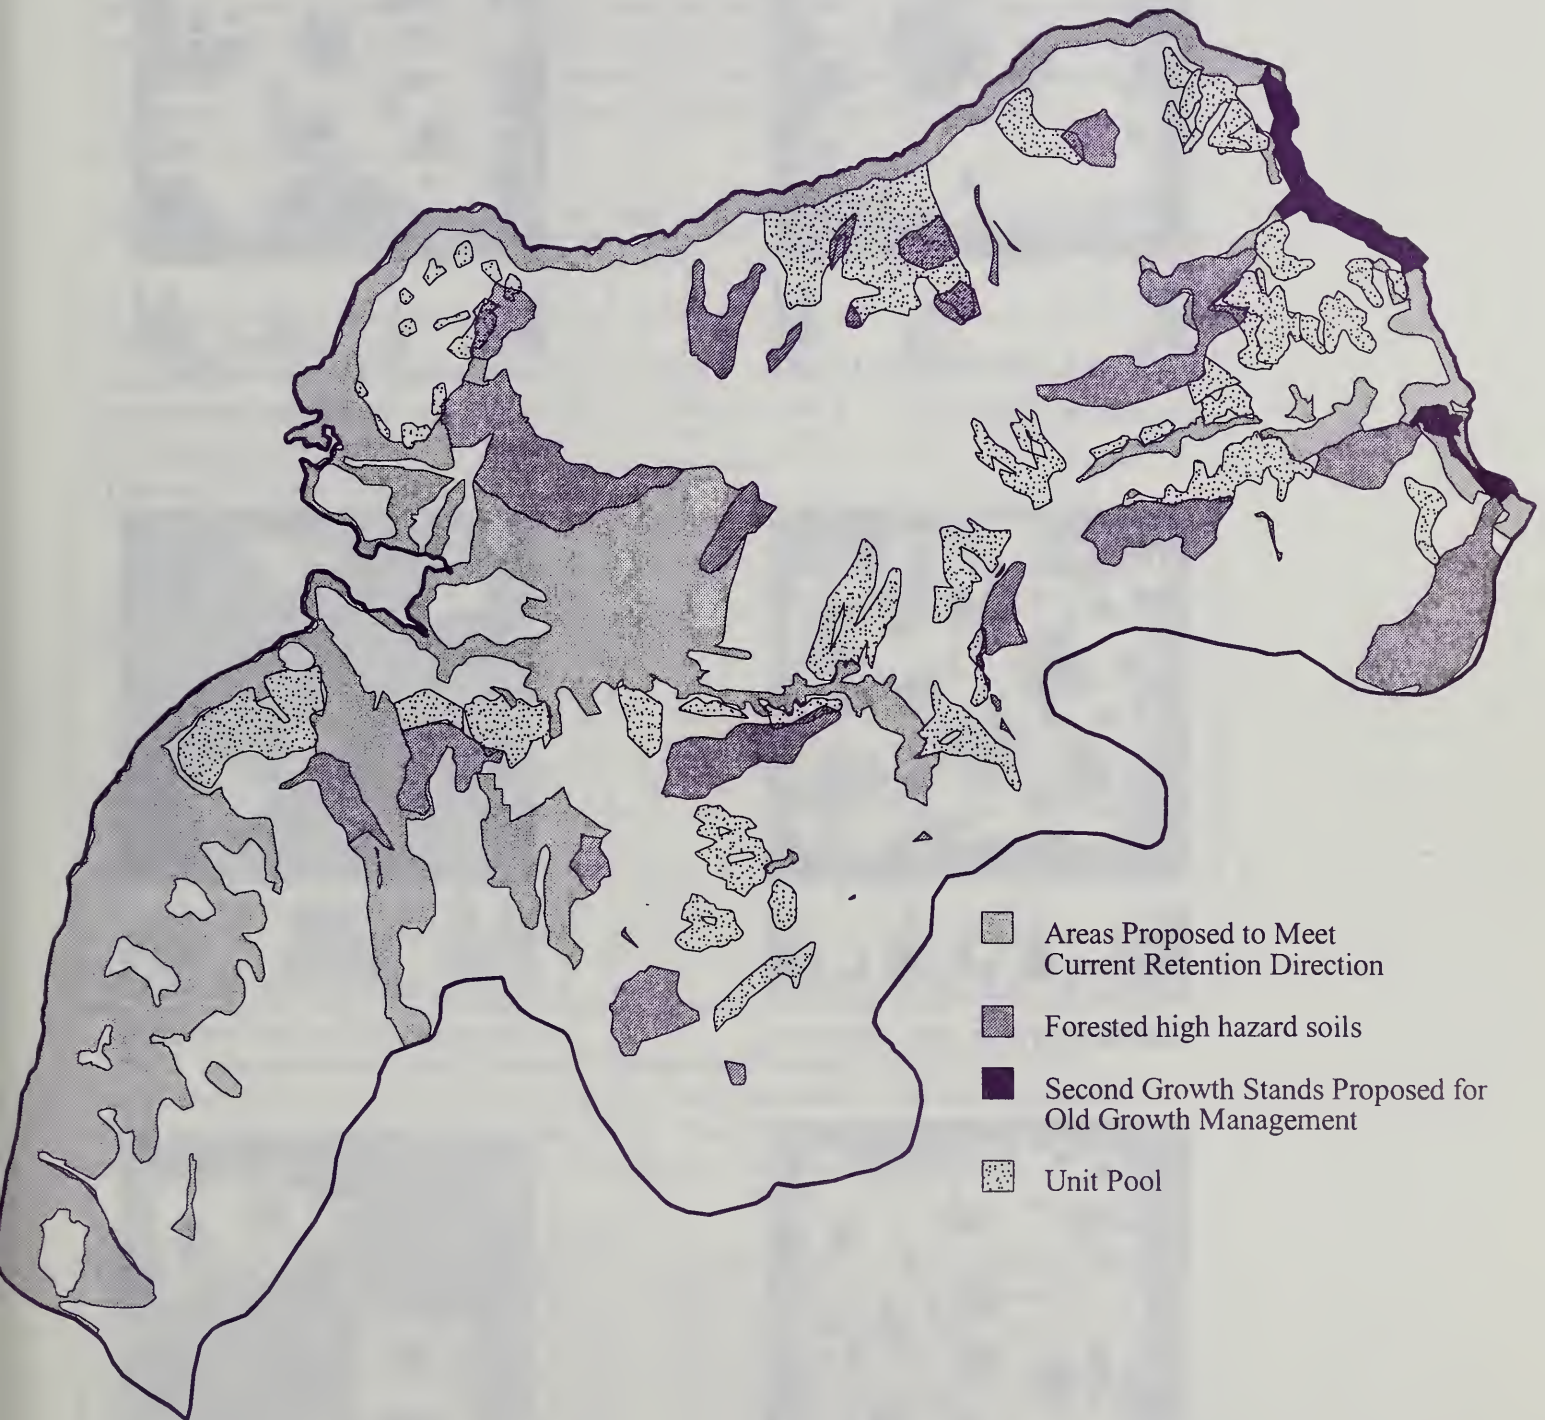 Areas Proposed to Meet
Current Retention Direction
Forested high hazard soils
Second Growth Stands Proposed for
Old Growth Management
Unit Pool